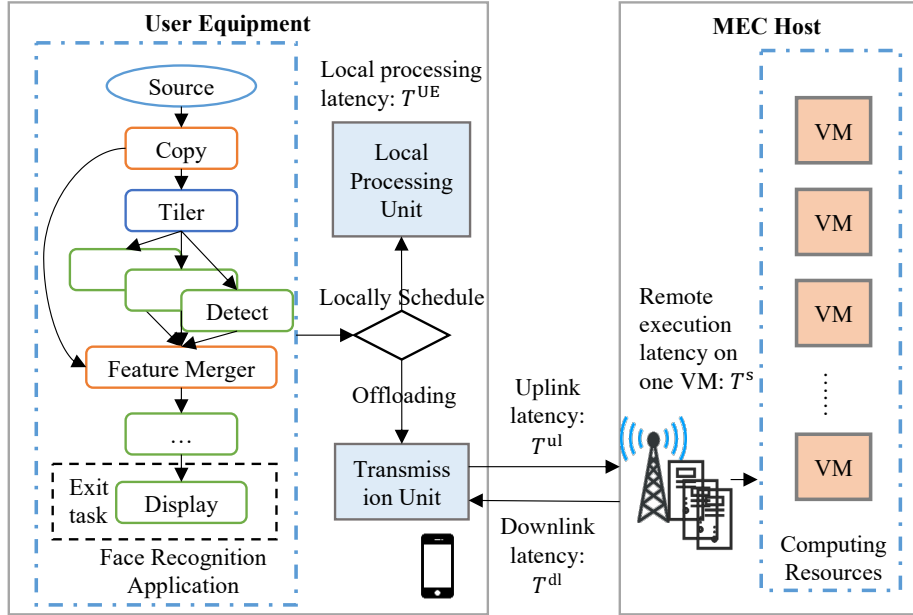 User Equipment
Source
Copy
Tiler
Detect
Feature Merger
...
Exit
task
Display
Face Recognition
Application
Local processing
latency: T^UE
Local
Processing
Unit
Locally Schedule
Offloading
Transmiss
ion Unit
Uplink
latency:
T^ul
Downlink
latency:
T^dl
MEC Host
Remote
execution
latency on
one VM: T^s
VM
VM
VM
......
VM
Computing
Resources